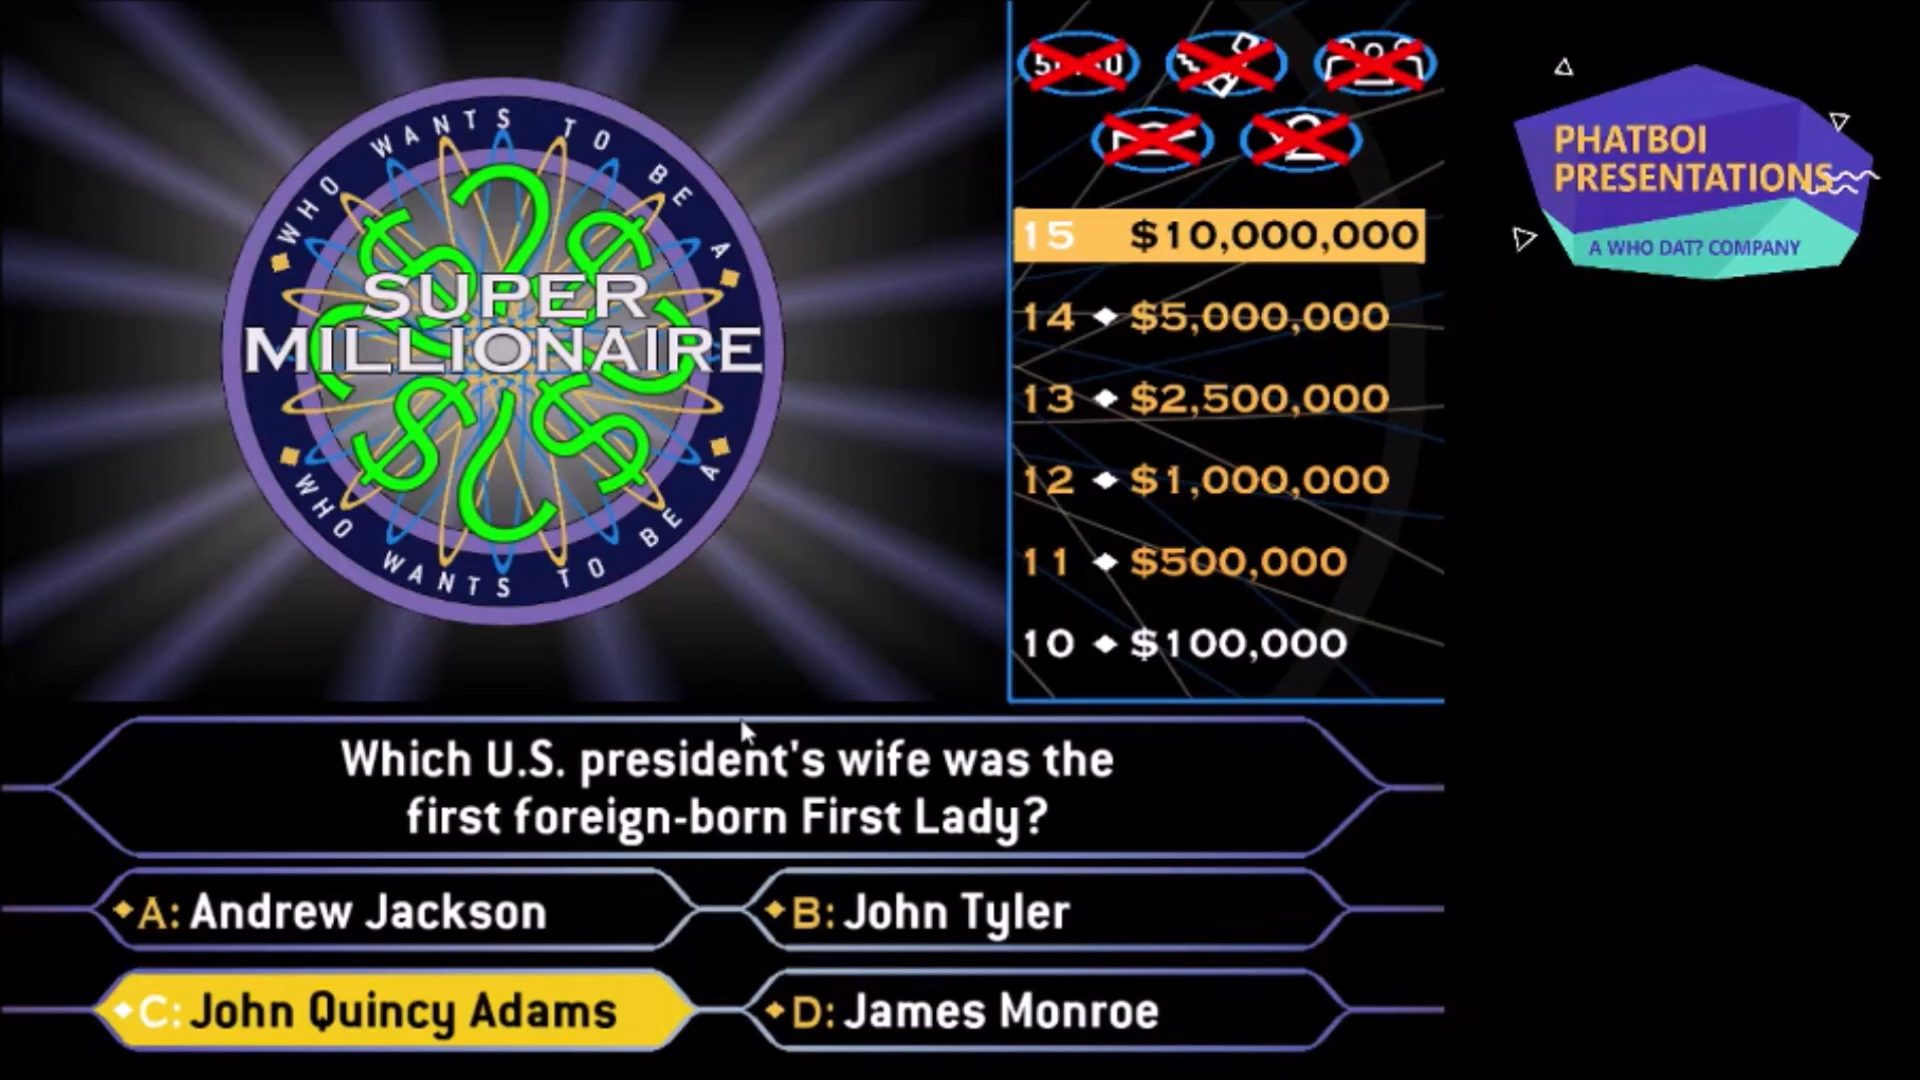 WHO WANTS TO BE A
SUPER
MILLIONAIRE
WHO WANTS TO BE A
15 $10,000,000
14 $5,000,000
13 $2,500,000
12 $1,000,000
11 $500,000
10 $100,000
PHATBOI
PRESENTATIONS
A WHO DAT? COMPANY
Which U.S. president's wife was the
first foreign-born First Lady?
A: Andrew Jackson
B: John Tyler
C: John Quincy Adams
D: James Monroe